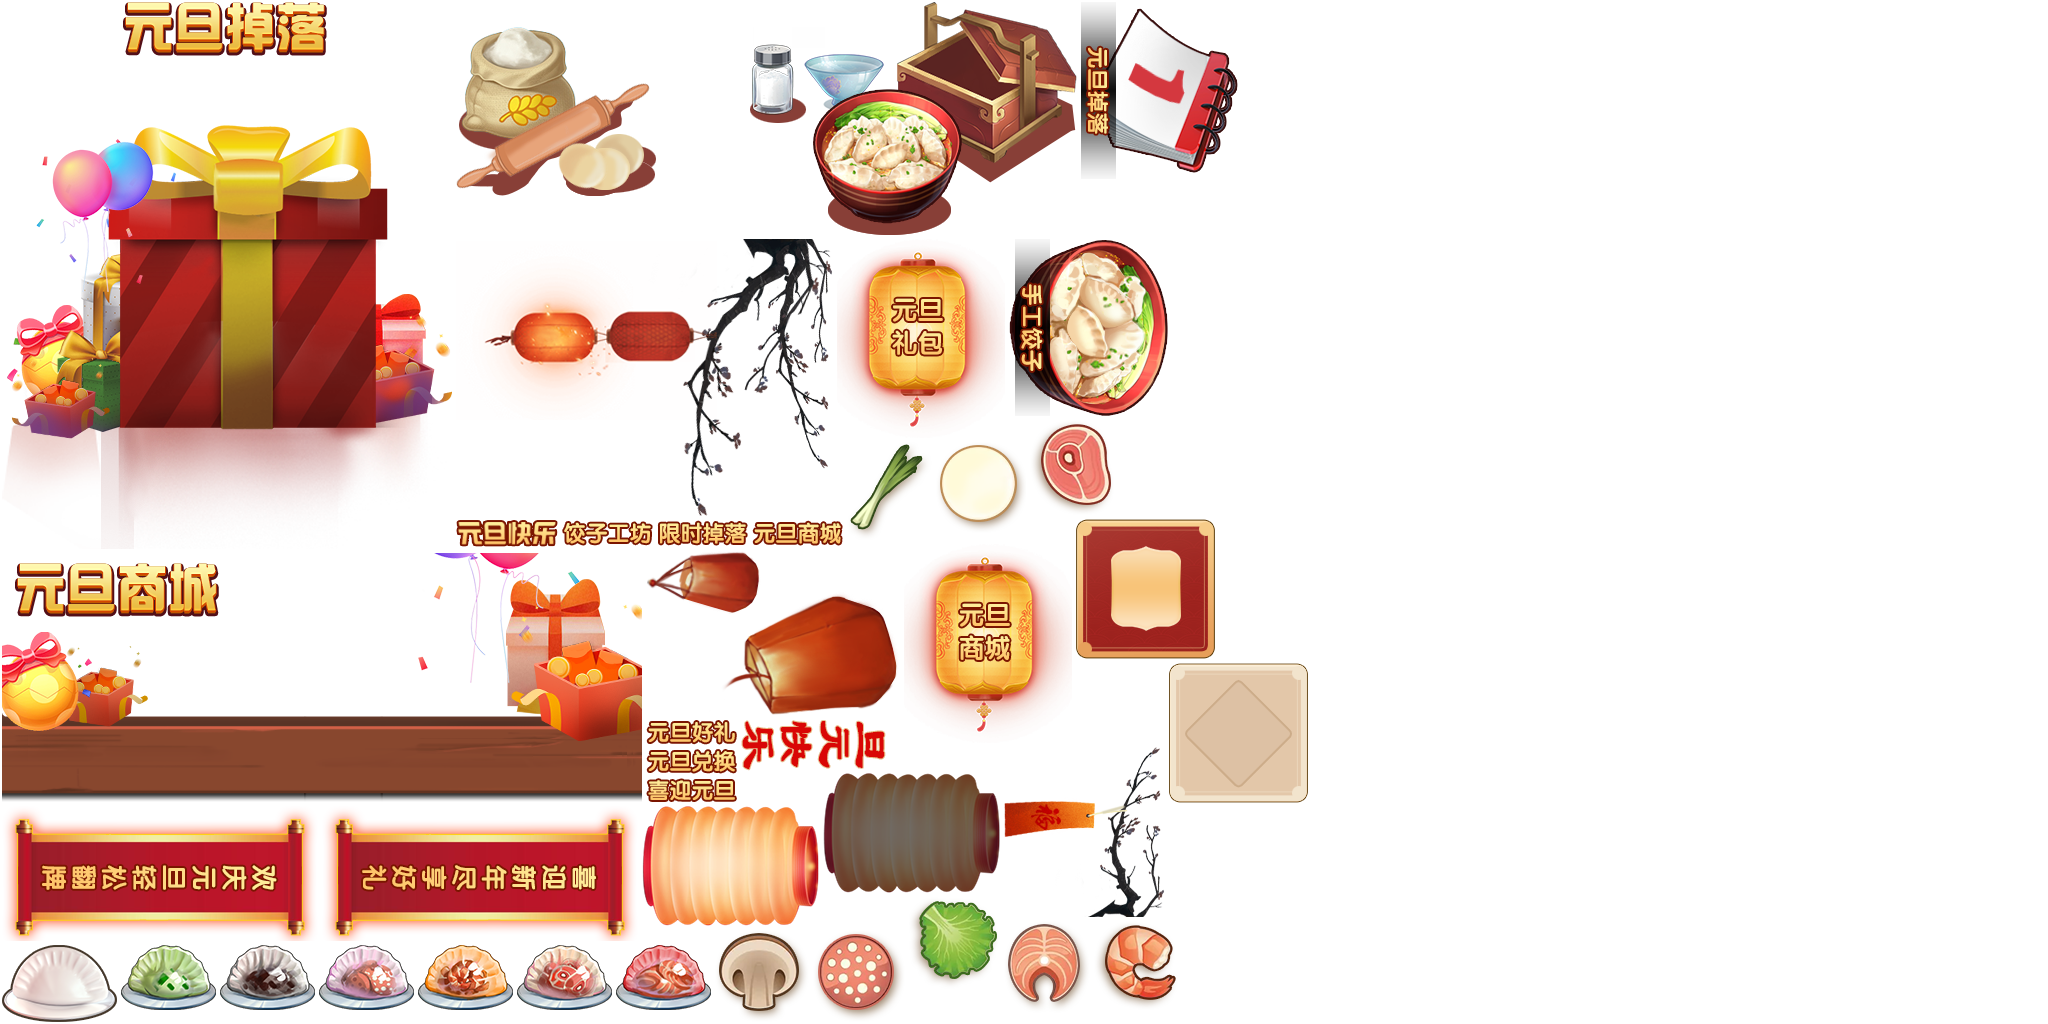 元旦掉落
元旦掉落
1
元旦
礼包
手工饺子
元旦快乐 饺子工坊 限时掉落 元旦商城
元旦商城
元旦
商城
元旦好礼
元旦兑换
喜迎元旦
元旦快乐
福
欢庆元旦轻松翻牌
喜迎新年尽享好礼